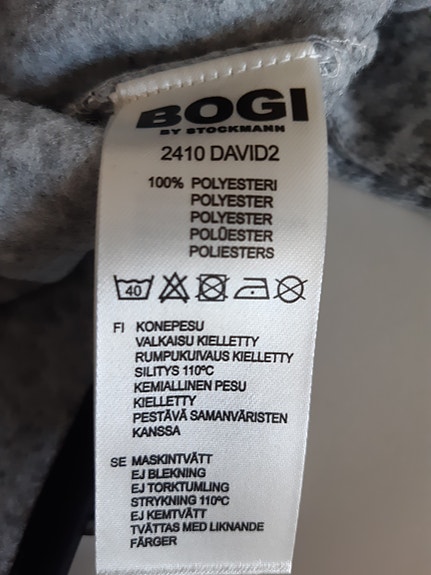 BOGI
BY STOCKMANN
2410 DAVID2
100% POLYESTERI
POLYESTER
POLYESTER
POLÜESTER
POLIESTERS
40
FI KONEPESU
VALKAISU KIELLETTY
RUMPUKUIVAUS KIELLETTY
SILITYS 110ºC
KEMIALLINEN PESU
KIELLETTY
PESTÄVÄ SAMANVÄRISTEN
KANSSA
SE MASKINTVÄTT
EJ BLEKNING
EJ TORKTUMLING
STRYKNING 110ºC
EJ KEMTVÄTT
TVÄTTAS MED LIKNANDE
FÄRGER